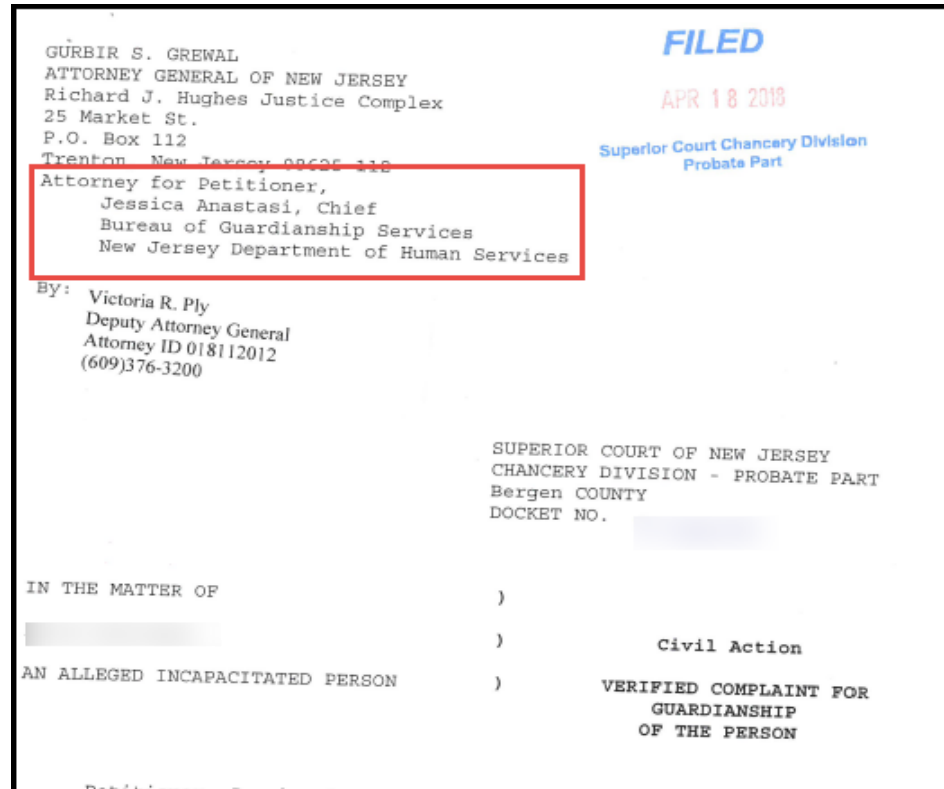 GURBIR S. GREWAL
ATTORNEY GENERAL OF NEW JERSEY
Richard J. Hughes Justice Complex
25 Market St.
P.O. Box 112
Trenton, New Jersey 08625-112
Attorney for Petitioner,
Jessica Anastasi, Chief
Bureau of Guardianship Services
New Jersey Department of Human Services
By:
Victoria R. Ply
Deputy Attorney General
Attorney ID 018112012
(609)376-3200
FILED
APR 18 2018
Superior Court Chancery Division
Probate Part
SUPERIOR COURT OF NEW JERSEY
CHANCERY DIVISION - PROBATE PART
Bergen COUNTY
DOCKET NO.
IN THE MATTER OF )
)
AN ALLEGED INCAPACITATED PERSON )
Civil Action
VERIFIED COMPLAINT FOR
GUARDIANSHIP
OF THE PERSON